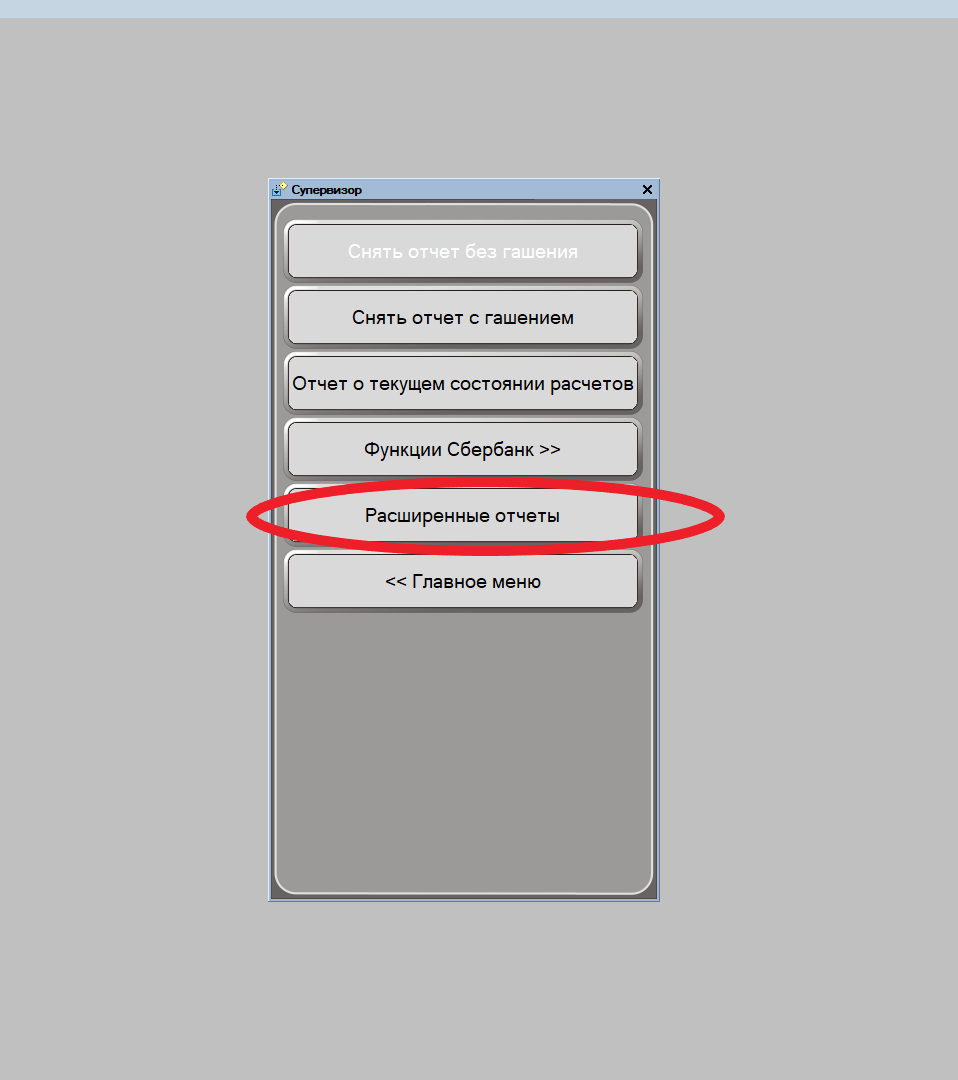 Супервизор
Снять отчет без гашения
Снять отчет с гашением
Отчет о текущем состоянии расчетов
Функции Сбербанк >>
Расширенные отчеты
<< Главное меню